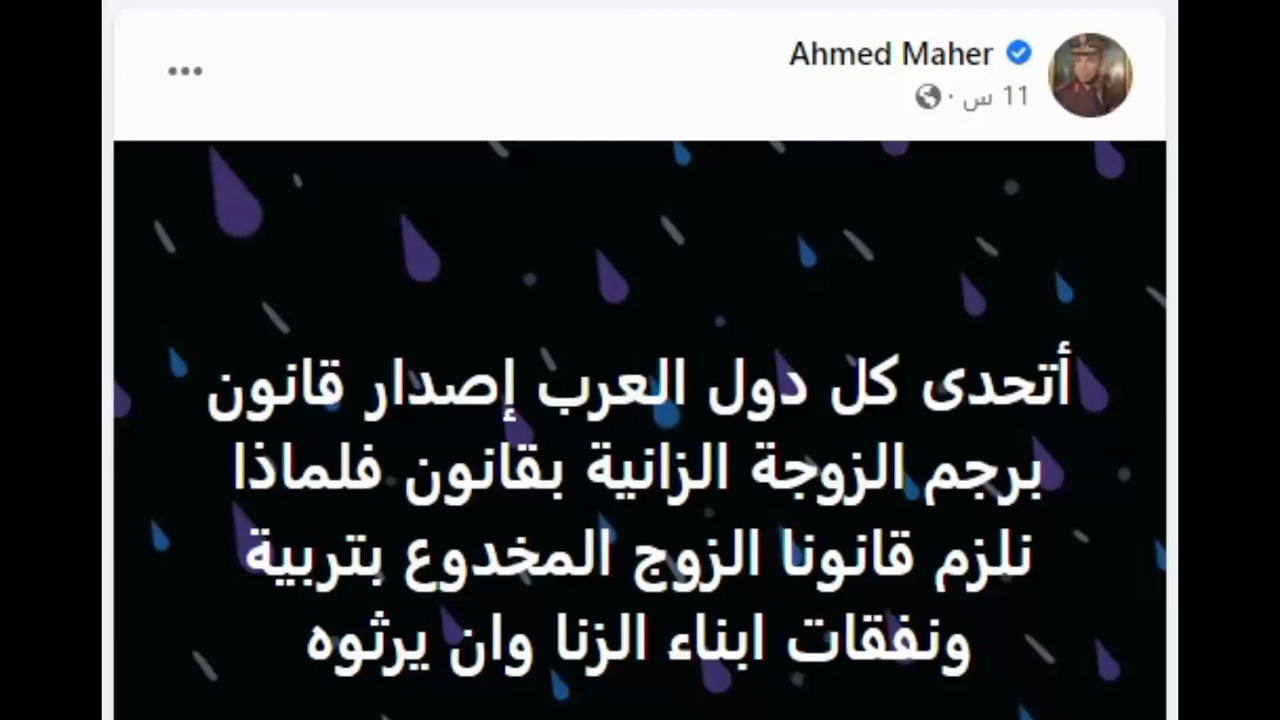 Ahmed Maher
11 س ·
أتحدى كل دول العرب إصدار قانون
برجم الزوجة الزانية بقانون فلماذا
نلزم قانونا الزوج المخدوع بتربية
ونفقات ابناء الزنا وان يرثوه